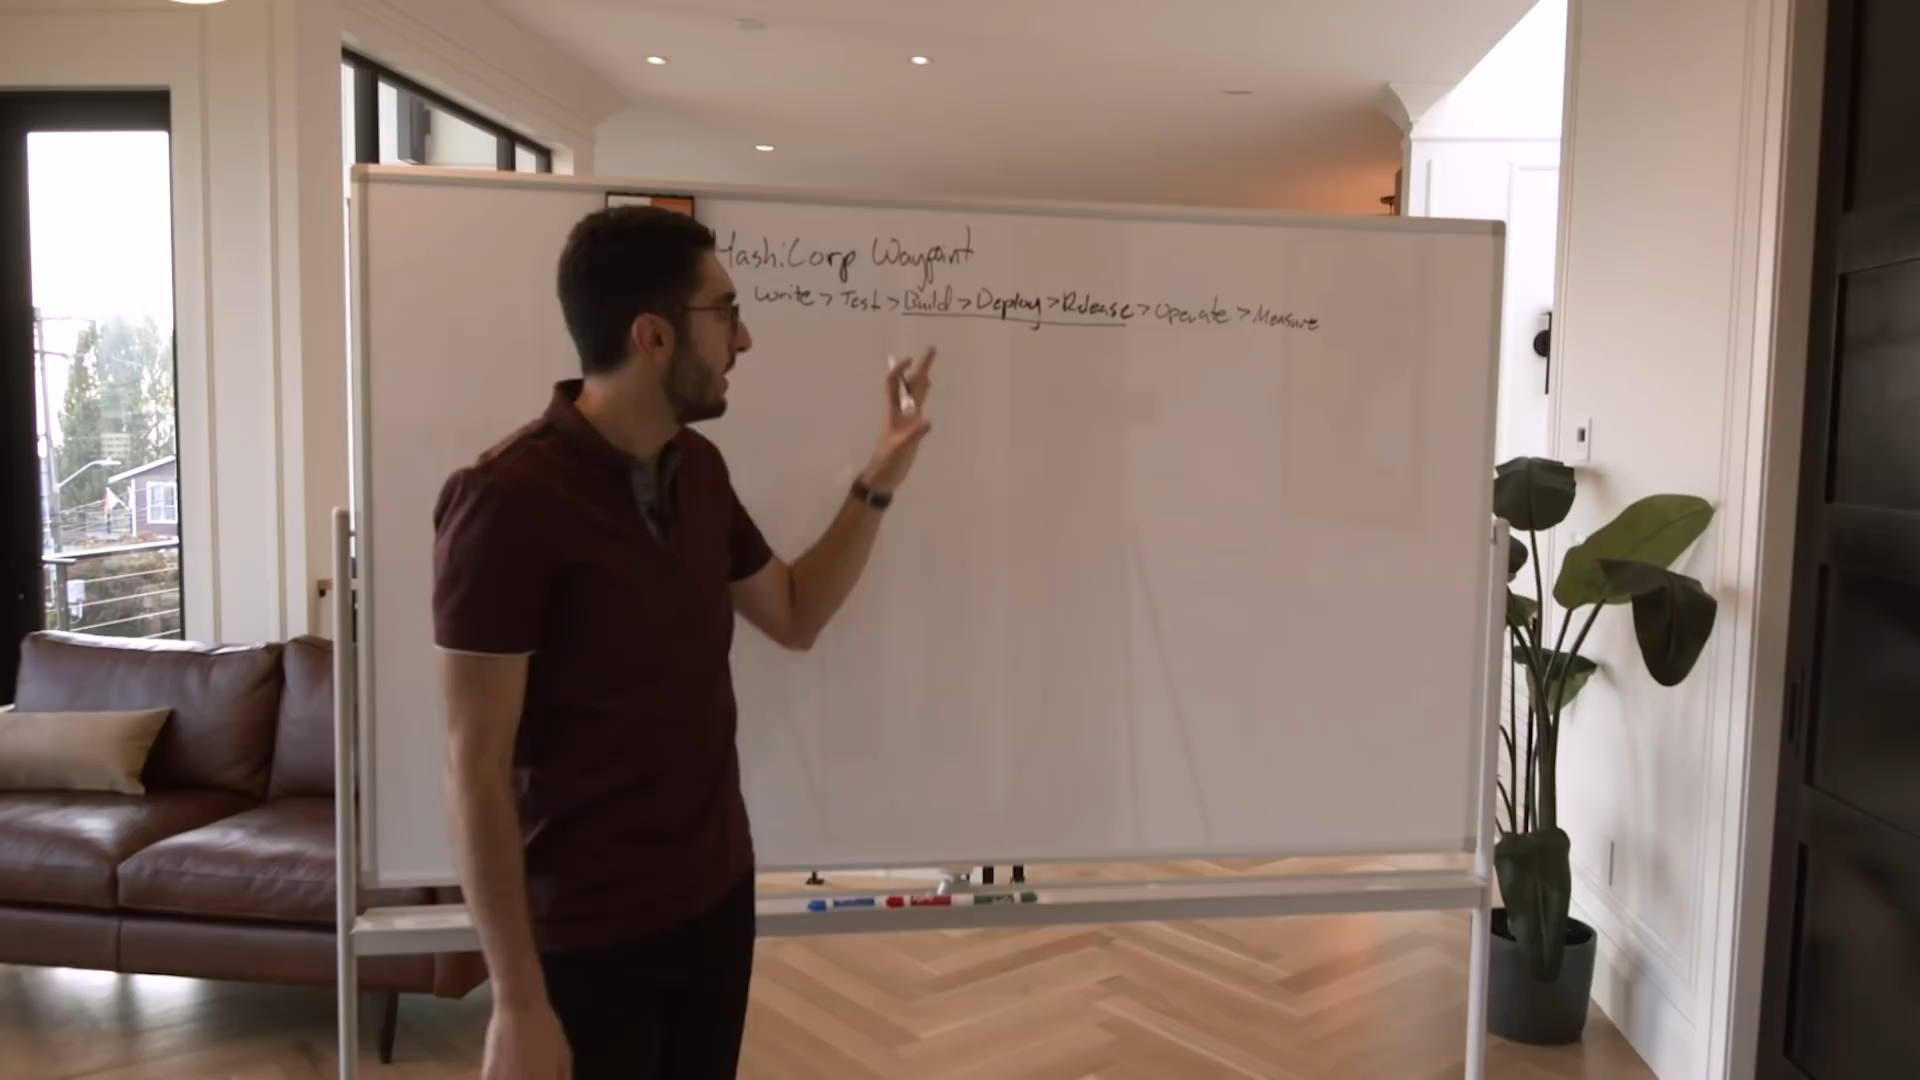 HashiCorp Waypoint
Write > Test > Build > Deploy > Release > Operate > Measure